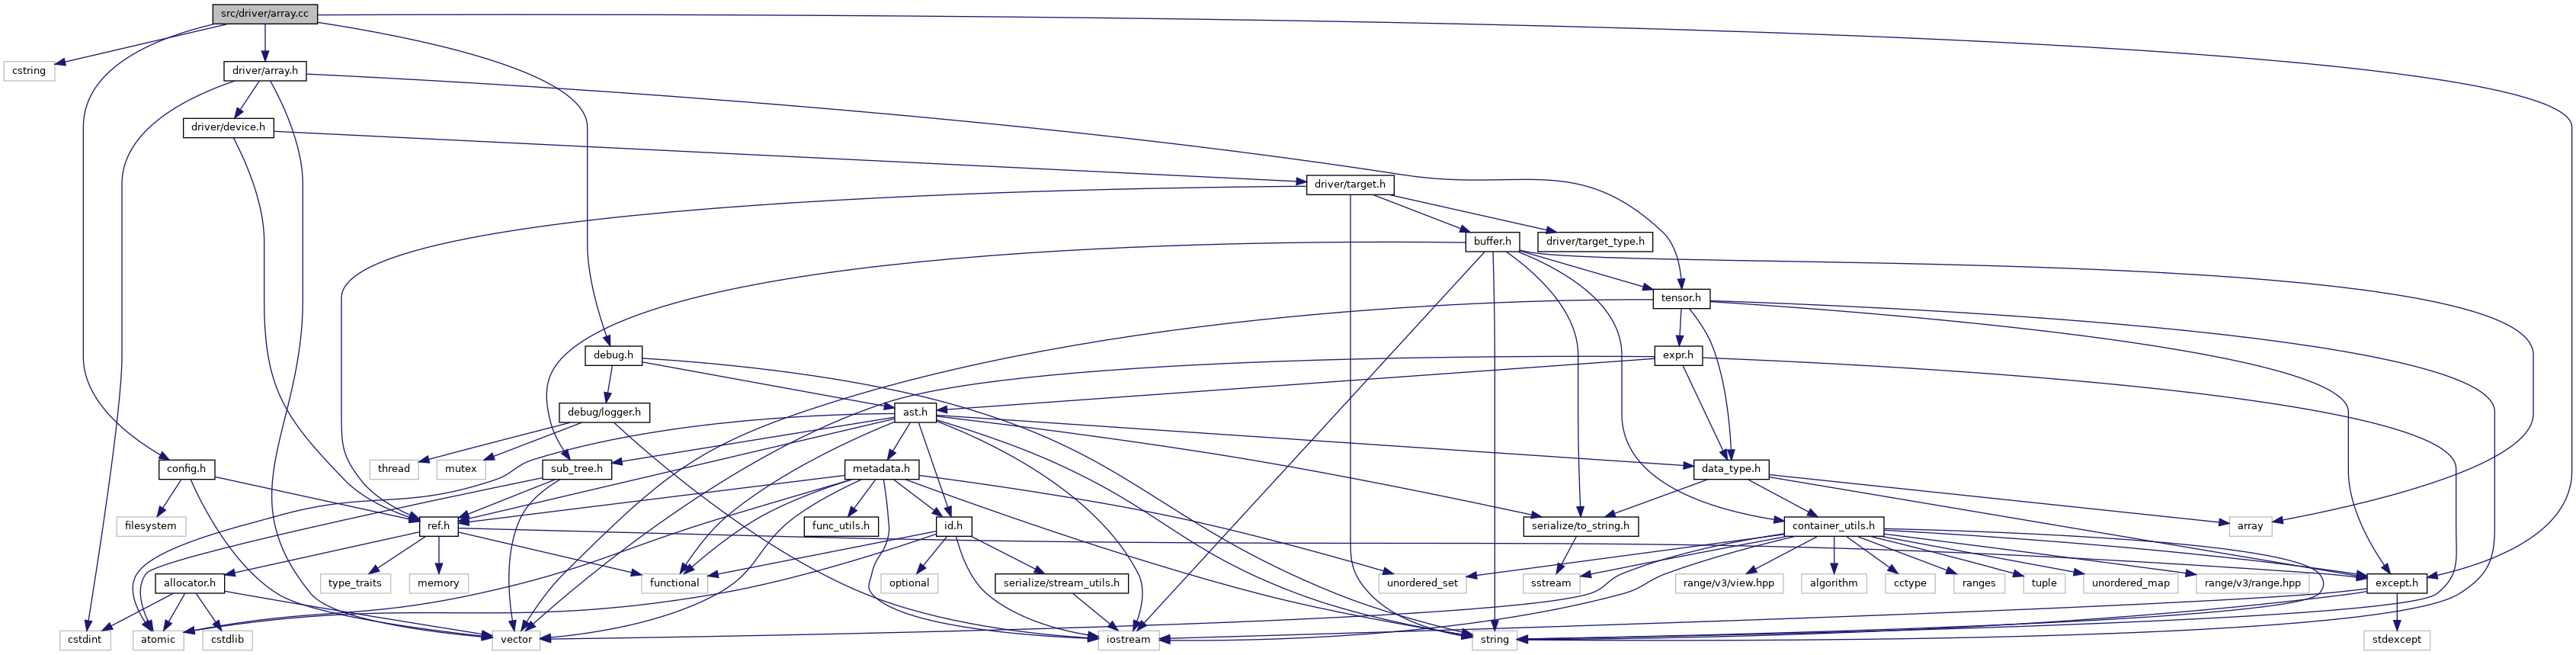 src/driver/array.cc
cstring
driver/array.h
driver/device.h
driver/target.h
buffer.h
driver/target_type.h
tensor.h
debug.h
expr.h
debug/logger.h
ast.h
thread
mutex
config.h
sub_tree.h
metadata.h
data_type.h
filesystem
ref.h
func_utils.h
id.h
serialize/to_string.h
container_utils.h
array
allocator.h
type_traits
memory
functional
optional
serialize/stream_utils.h
unordered_set
sstream
range/v3/view.hpp
algorithm
cctype
ranges
tuple
unordered_map
range/v3/range.hpp
except.h
cstdint
atomic
cstdlib
vector
iostream
string
stdexcept